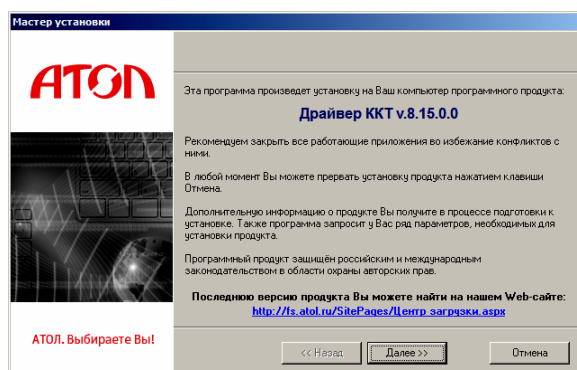 Мастер установки
АТОЛ
Эта программа произведет установку на Ваш компьютер программного продукта:
Драйвер ККТ v.8.15.0.0
Рекомендуем закрыть все работающие приложения во избежание конфликтов с
ними.
В любой момент Вы можете прервать установку продукта нажатием клавиши
Отмена.
Дополнительную информацию о продукте Вы получите в процессе подготовки к
установке. Также программа запросит у Вас ряд параметров, необходимых для
установки продукта.
Программный продукт защищён российским и международным
законодательством в области охраны авторских прав.
Последнюю версию продукта Вы можете найти на нашем Web-сайте:
http://fs.atol.ru/SitePages/Центр загрузки.aspx
АТОЛ. Выбираете Вы!
<< Назад
Далее >>
Отмена